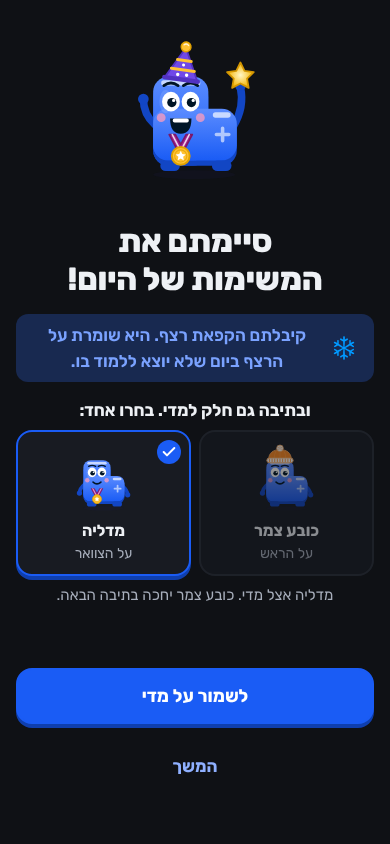 סיימתם את
המשימות של היום!
קיבלתם הקפאת רצף. היא שומרת על
הרצף ביום שלא יוצא ללמוד בו.
ובתיבה גם חלק למדי. בחרו אחד:
כובע צמר
על הראש
מדליה
על הצוואר
מדליה אצל מדי. כובע צמר יחכה בתיבה הבאה.
לשמור על מדי
המשך